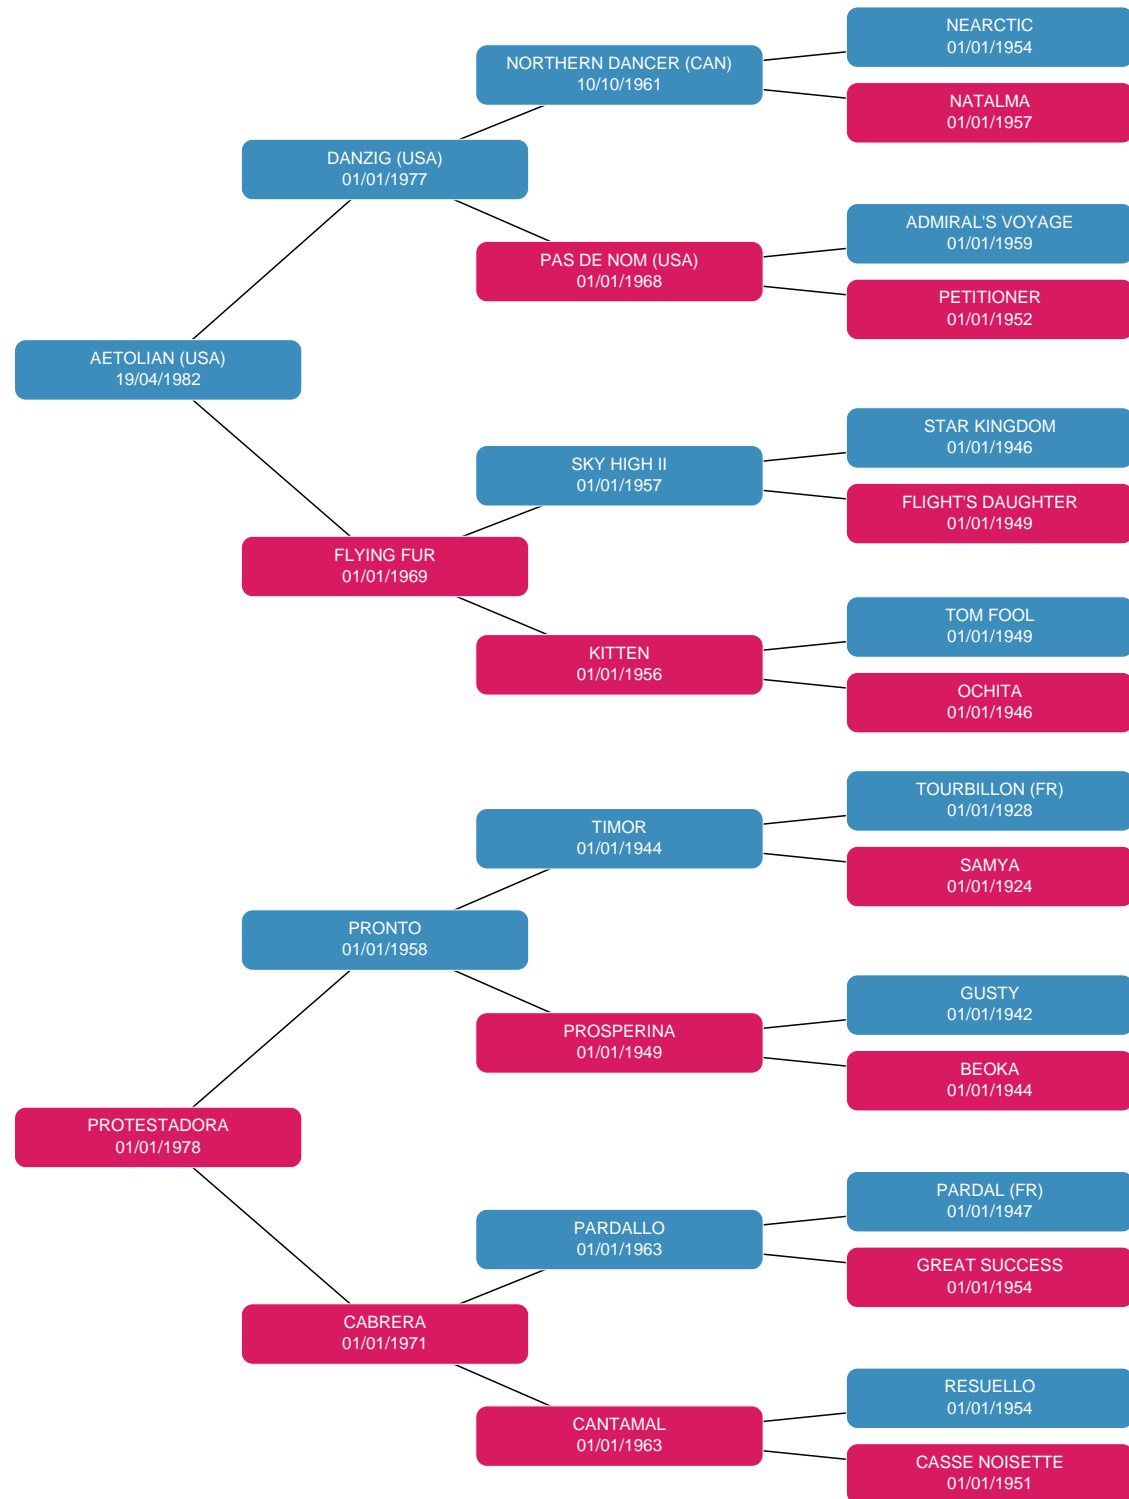 NEARCTIC
01/01/1954
NORTHERN DANCER (CAN)
10/10/1961
NATALMA
01/01/1957
DANZIG (USA)
01/01/1977
ADMIRAL'S VOYAGE
01/01/1959
PAS DE NOM (USA)
01/01/1968
PETITIONER
01/01/1952
AETOLIAN (USA)
19/04/1982
STAR KINGDOM
01/01/1946
SKY HIGH II
01/01/1957
FLIGHT'S DAUGHTER
01/01/1949
FLYING FUR
01/01/1969
TOM FOOL
01/01/1949
KITTEN
01/01/1956
OCHITA
01/01/1946
TOURBILLON (FR)
01/01/1928
TIMOR
01/01/1944
SAMYA
01/01/1924
PRONTO
01/01/1958
GUSTY
01/01/1942
PROSPERINA
01/01/1949
BEOKA
01/01/1944
PROTESTADORA
01/01/1978
PARDAL (FR)
01/01/1947
PARDALLO
01/01/1963
GREAT SUCCESS
01/01/1954
CABRERA
01/01/1971
RESUELLO
01/01/1954
CANTAMAL
01/01/1963
CASSE NOISETTE
01/01/1951